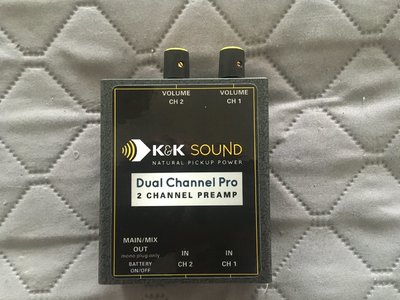 VOLUME CH 2
VOLUME CH 1
K&K SOUND
NATURAL PICKUP POWER
Dual Channel Pro
2 CHANNEL PREAMP
MAIN/MIX OUT
mono plug only
BATTERY ON/OFF
IN CH 2
IN CH 1